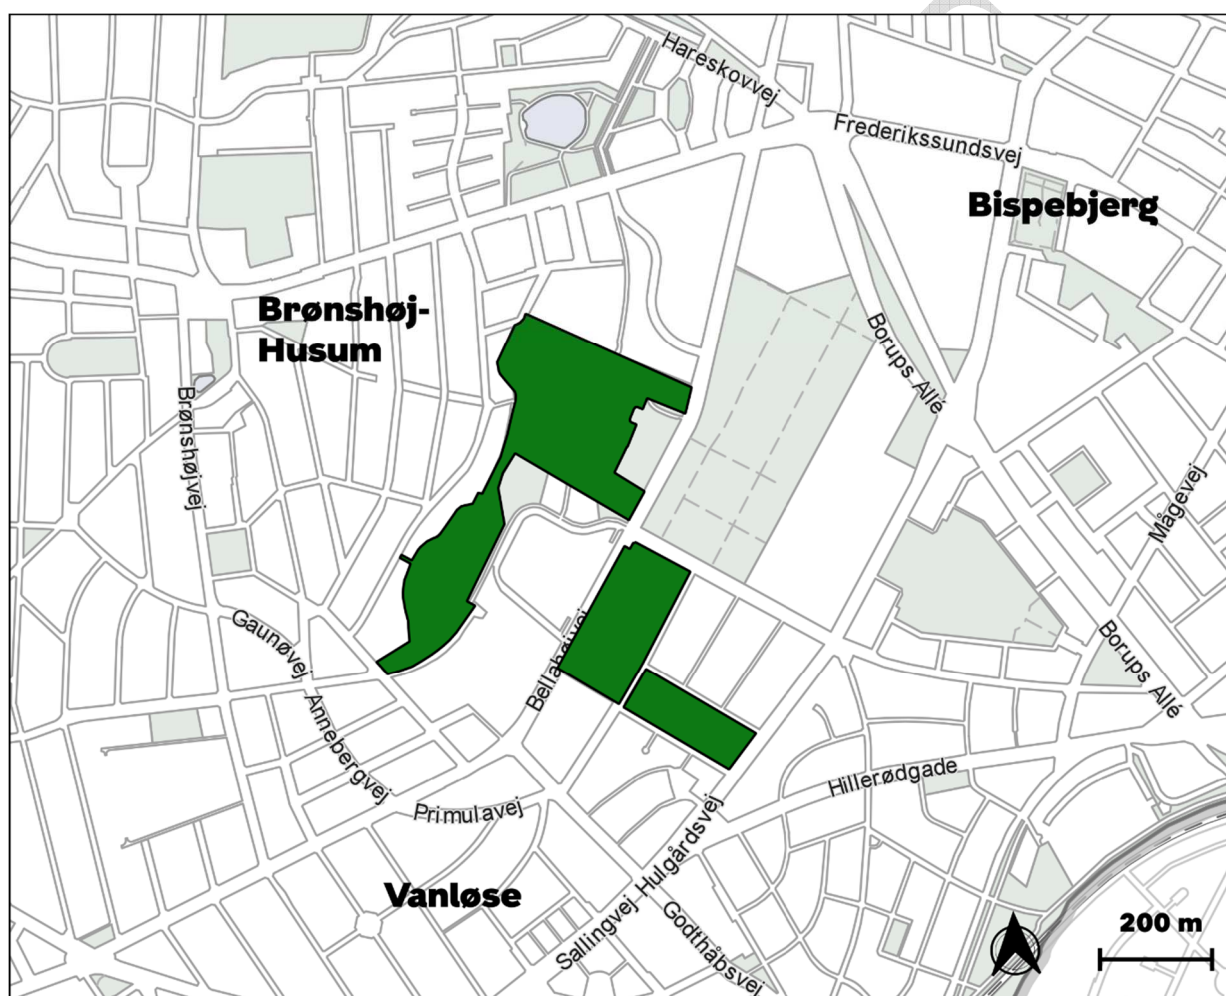 Hareskovvej
Frederikssundsvej
Bispebjerg
Brønshøj-
Husum
Borups Allé
Brønshøjvej
Mågevej
Gaunøvej
Bellahøjvej
Borups Allé
Annebergvej
Hillerødgade
Primulavej
Hulgårdsvej
Vanløse
Sallingvej
Godthåbsvej
200 m